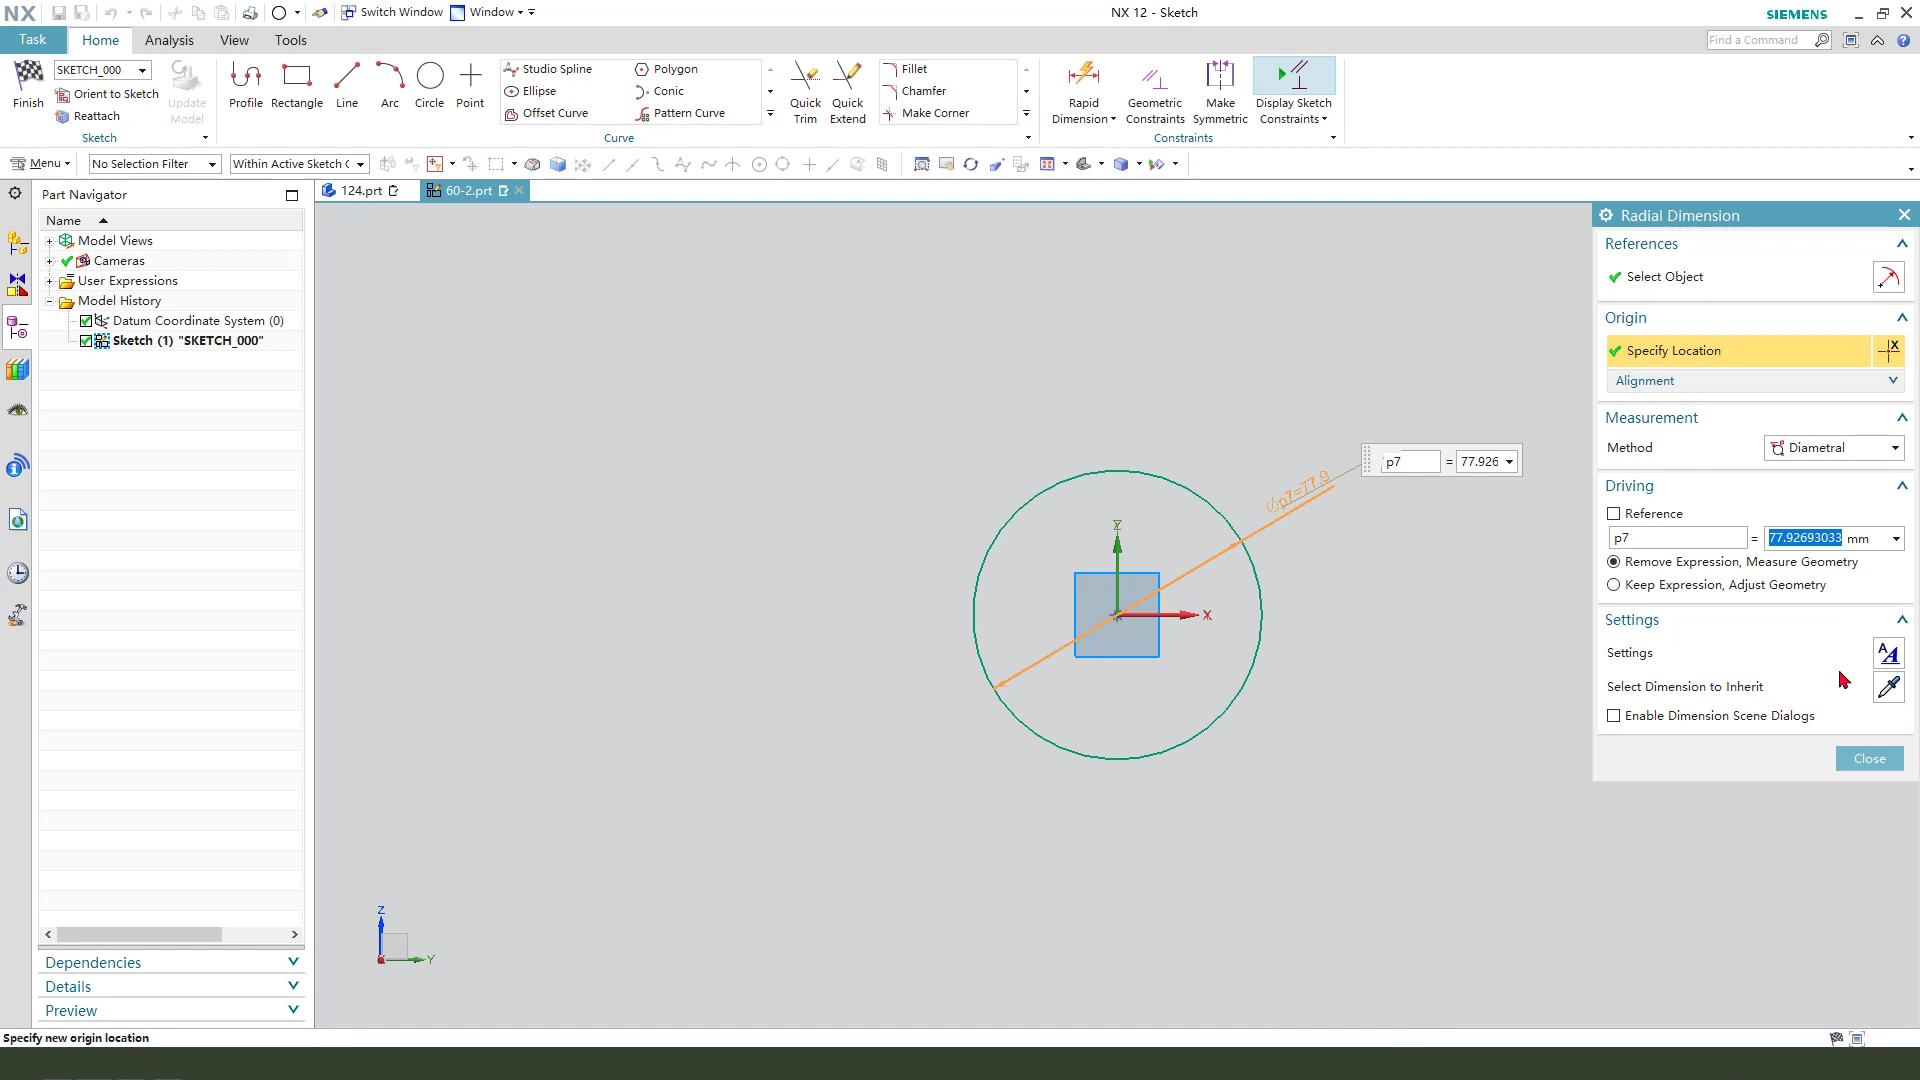 NX
Switch Window
Window
NX 12 - Sketch
SIEMENS
Task
Home
Analysis
View
Tools
Find a Command
Finish
SKETCH_000
Orient to Sketch
Reattach
Update
Model
Profile
Rectangle
Line
Arc
Circle
Point
Studio Spline
Ellipse
Offset Curve
Polygon
Conic
Pattern Curve
Quick
Trim
Quick
Extend
Fillet
Chamfer
Make Corner
Rapid
Dimension
Geometric
Constraints
Make
Symmetric
Display Sketch
Constraints
Sketch
Curve
Constraints
Menu
No Selection Filter
Within Active Sketch
Part Navigator
124.prt
60-2.prt
Name
Model Views
Cameras
User Expressions
Model History
Datum Coordinate System (0)
Sketch (1) "SKETCH_000"
Dependencies
Details
Preview
Y
X
p7=77.9
p7 = 77.926
Z
Y
Radial Dimension
References
Select Object
Origin
Specify Location
X
Alignment
Measurement
Method
Diametral
Driving
Reference
p7 = 77.92693033 mm
Remove Expression, Measure Geometry
Keep Expression, Adjust Geometry
Settings
Settings
Select Dimension to Inherit
Enable Dimension Scene Dialogs
Close
Specify new origin location